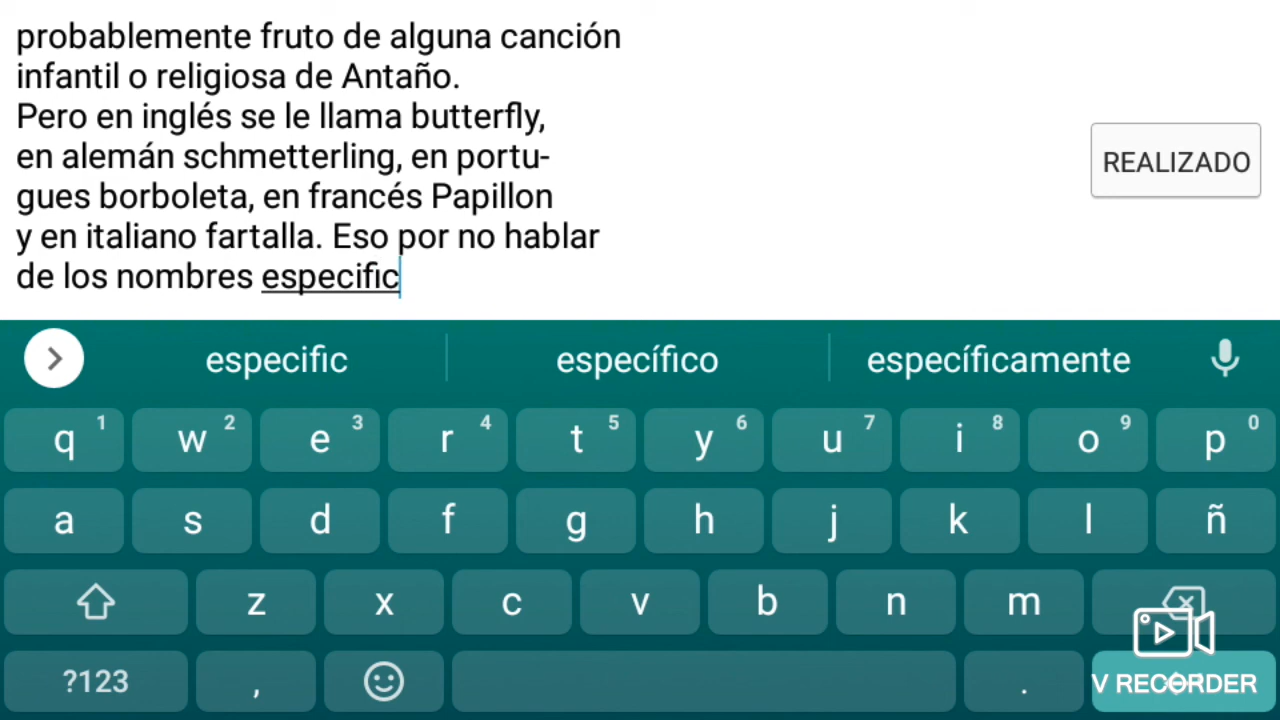 probablemente fruto de alguna canción
infantil o religiosa de Antaño.
Pero en inglés se le llama butterfly,
en alemán schmetterling, en portu-
gues borboleta, en francés Papillon
y en italiano fartalla. Eso por no hablar
de los nombres especific
REALIZADO
especific específico específicamente
q 1 w 2 e 3 r 4 t 5 y 6 u 7 i 8 o 9 p 0
a s d f g h j k l ñ
z x c v b n m
?123 , .
V RECORDER